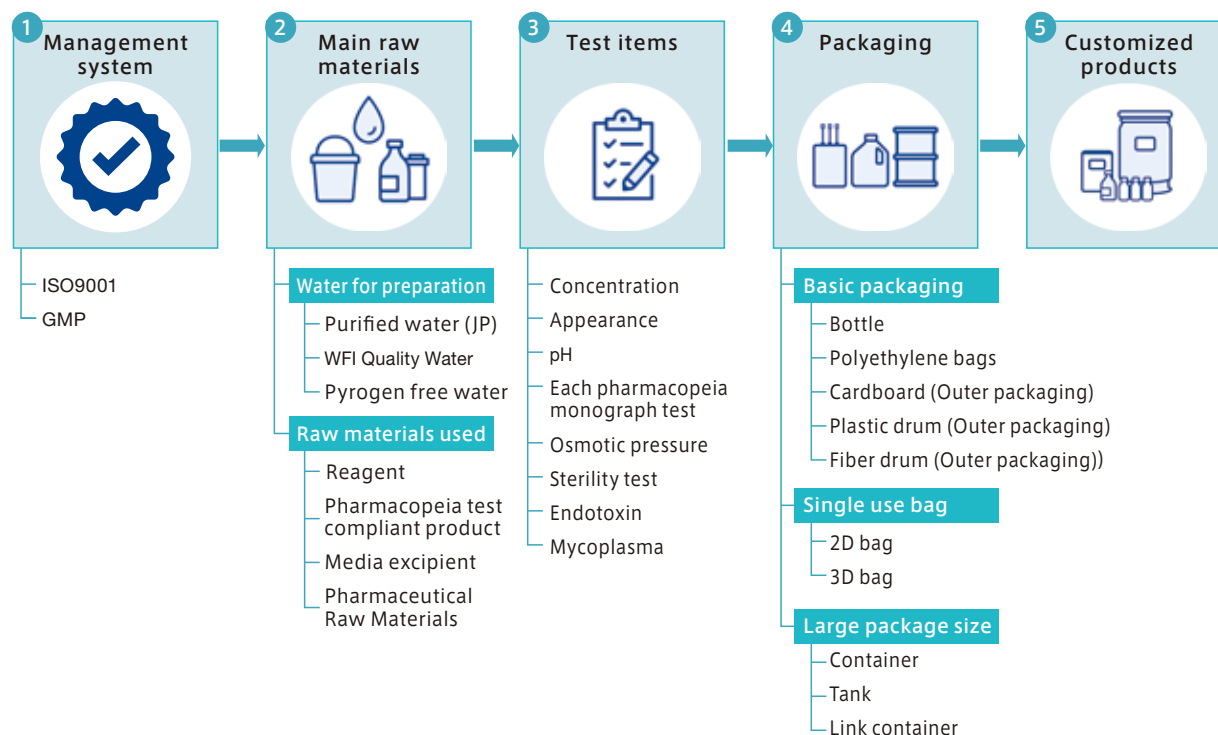 1
Management
system
ISO9001
GMP
2
Main raw
materials
Water for preparation
Purified water (JP)
WFI Quality Water
Pyrogen free water
Raw materials used
Reagent
Pharmacopeia test
compliant product
Media excipient
Pharmaceutical
Raw Materials
3
Test items
Concentration
Appearance
pH
Each pharmacopeia
monograph test
Osmotic pressure
Sterility test
Endotoxin
Mycoplasma
4
Packaging
Basic packaging
Bottle
Polyethylene bags
Cardboard (Outer packaging)
Plastic drum (Outer packaging)
Fiber drum (Outer packaging))
Single use bag
2D bag
3D bag
Large package size
Container
Tank
Link container
5
Customized
products